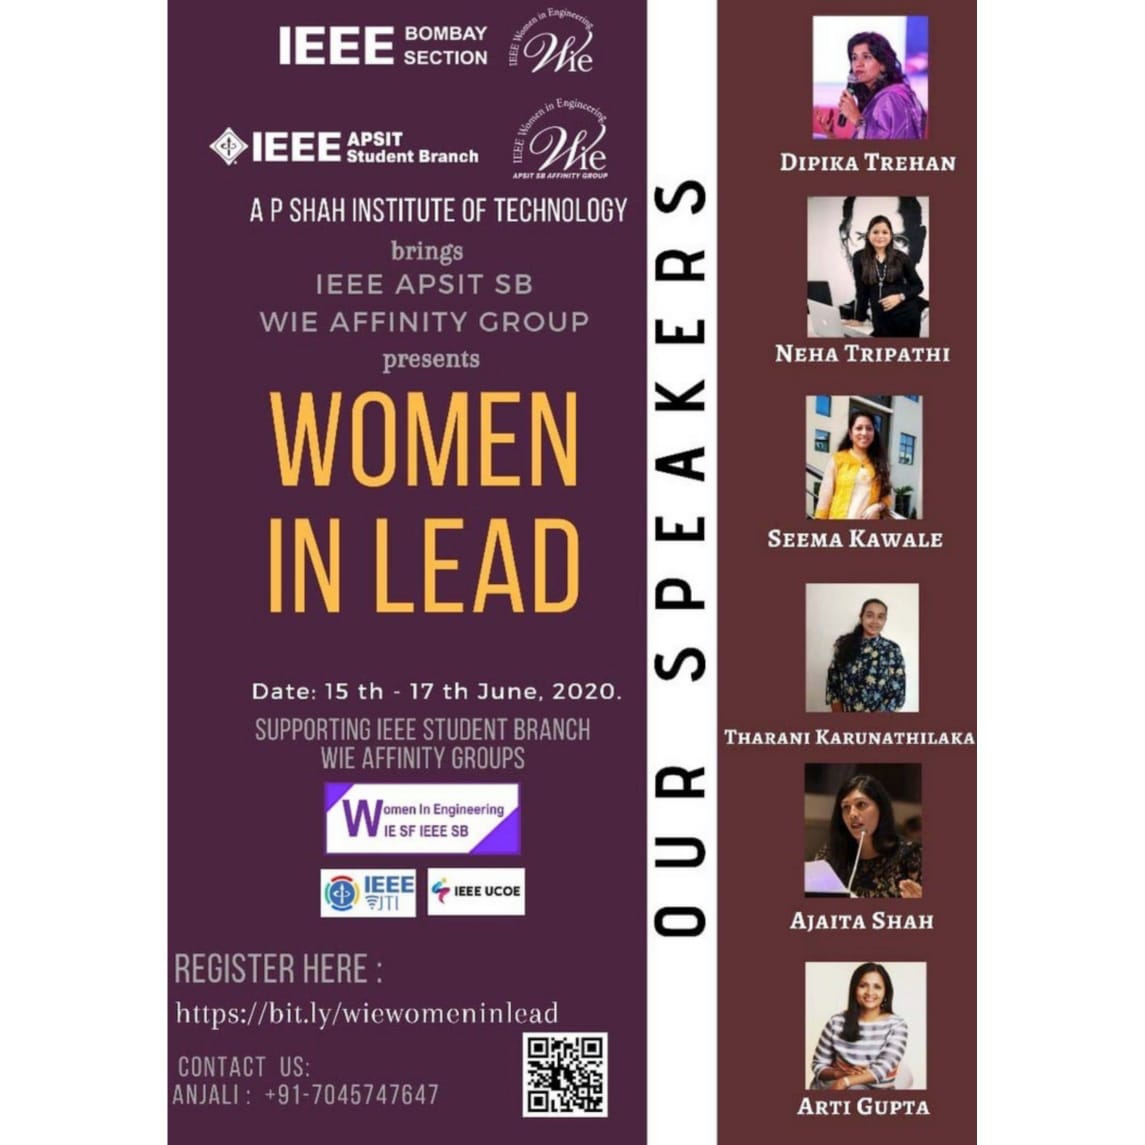 IEEE BOMBAY SECTION
IEEE Women in Engineering
Wie
IEEE APSIT Student Branch
IEEE Women in Engineering
Wie
APSIT SB AFFINITY GROUP
A P SHAH INSTITUTE OF TECHNOLOGY
brings
IEEE APSIT SB
WIE AFFINITY GROUP
presents
WOMEN
IN LEAD
Date: 15 th - 17 th June, 2020.
SUPPORTING IEEE STUDENT BRANCH
WIE AFFINITY GROUPS
Women In Engineering
IE SF IEEE SB
IEEE
VJTI
IEEE UCOE
REGISTER HERE :
https://bit.ly/wiewomeninlead
CONTACT US:
ANJALI : +91-7045747647
OUR SPEAKERS
DIPIKA TREHAN
NEHA TRIPATHI
SEEMA KAWALE
THARANI KARUNATHILAKA
AJAITA SHAH
ARTI GUPTA